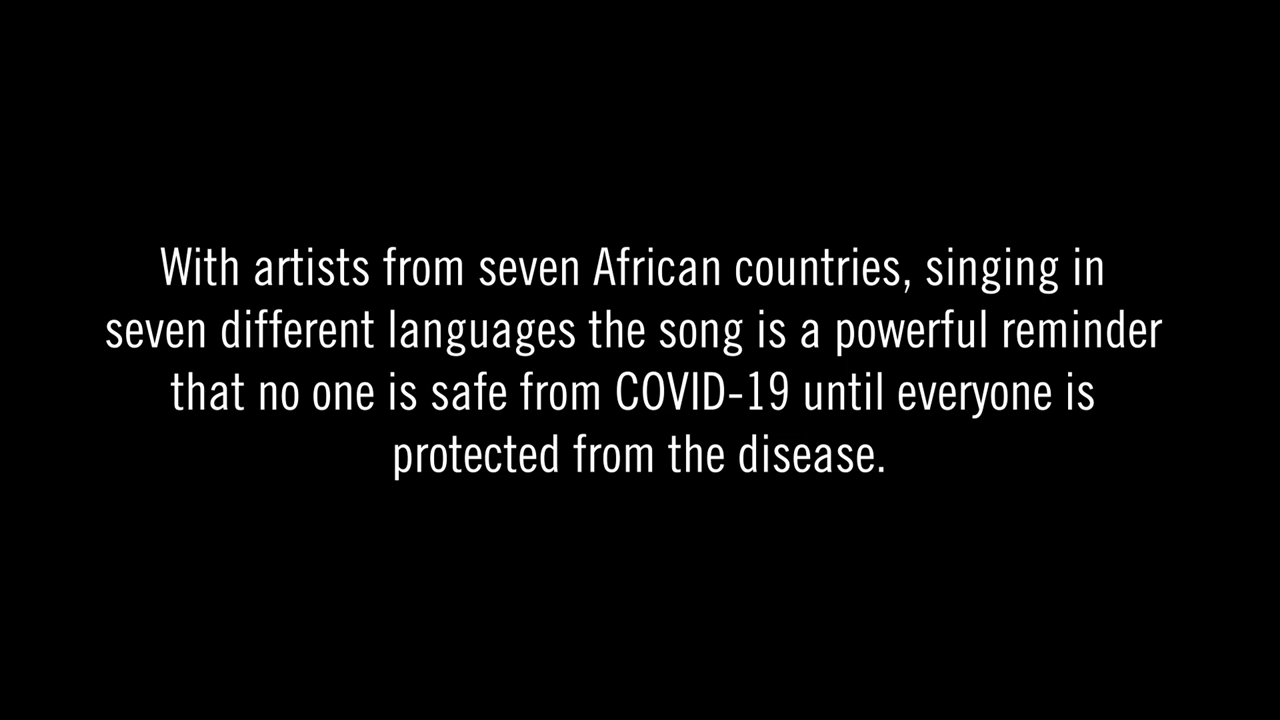 With artists from seven African countries, singing in
seven different languages the song is a powerful reminder
that no one is safe from COVID-19 until everyone is
protected from the disease.